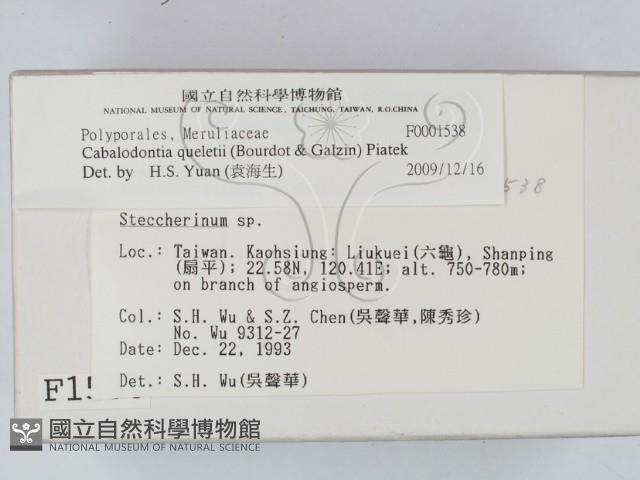 國立自然科學博物館
NATIONAL MUSEUM OF NATURAL SCIENCE, TAICHUNG, TAIWAN, R.O.CHINA
Polyporales, Meruliaceae F0001538
Cabalodontia queletii (Bourdot & Galzin) Piatek
Det. by H.S. Yuan (袁海生) 2009/12/16
538
Steccherinum sp.
Loc.: Taiwan. Kaohsiung: Liukuei(六龜), Shanping
(扇平); 22.58N, 120.41E; alt. 750-780m;
on branch of angiosperm.
Col.: S.H. Wu & S.Z. Chen(吳聲華,陳秀珍)
No. Wu 9312-27
Date: Dec. 22, 1993
Det.: S.H. Wu(吳聲華)
國立自然科學博物館
NATIONAL MUSEUM OF NATURAL SCIENCE